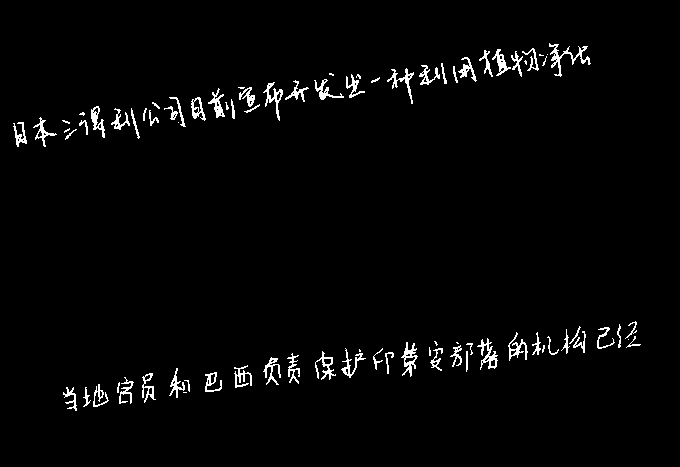 日本三得利公司日前宣布开发出一种利用植物净化
当地官员和巴西负责保护印第安部落的机构已经